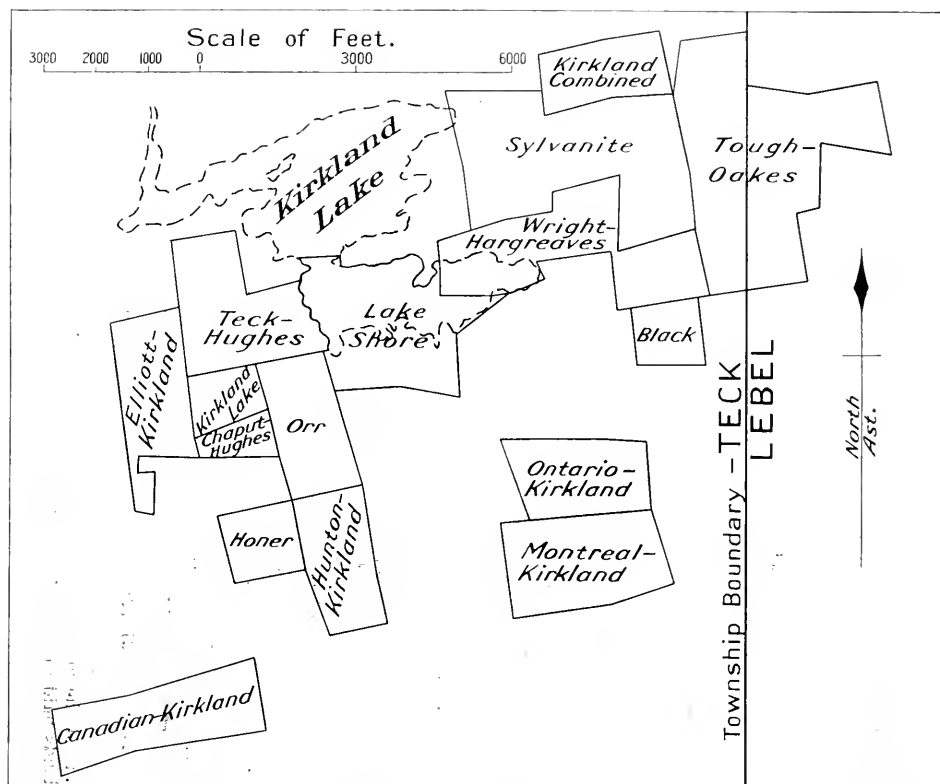 Scale of Feet.
3000 2000 1000 0 3000 6000
Kirkland
Combined
Kirkland
Lake
Sylvanite
Tough-
Oakes
Wright-
Hargreaves
Teck-
Hughes
Lake
Shore
Black
Elliott-
Kirkland
Kirkland
Lake
Chaput-
Hughes
Orr
Ontario-
Kirkland
Honer
Hunton-
Kirkland
Montreal-
Kirkland
Canadian-Kirkland
Township Boundary - TECK
LEBEL
North
Ast.